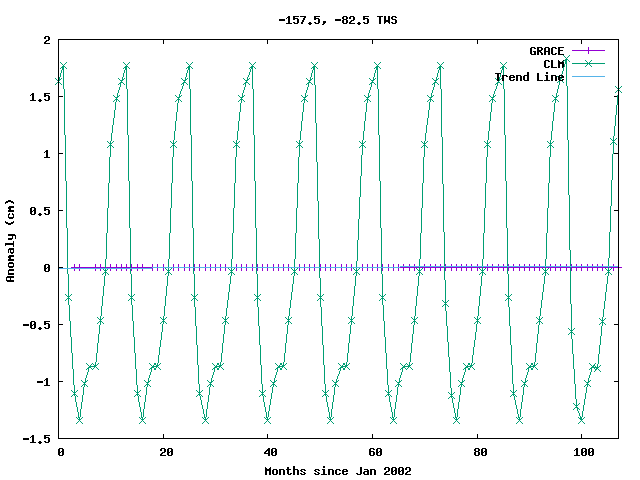 -157.5, -82.5 TWS
GRACE
CLM
Trend Line
2
1.5
1
0.5
0
-0.5
-1
-1.5
Anomaly (cm)
0 20 40 60 80 100
Months since Jan 2002